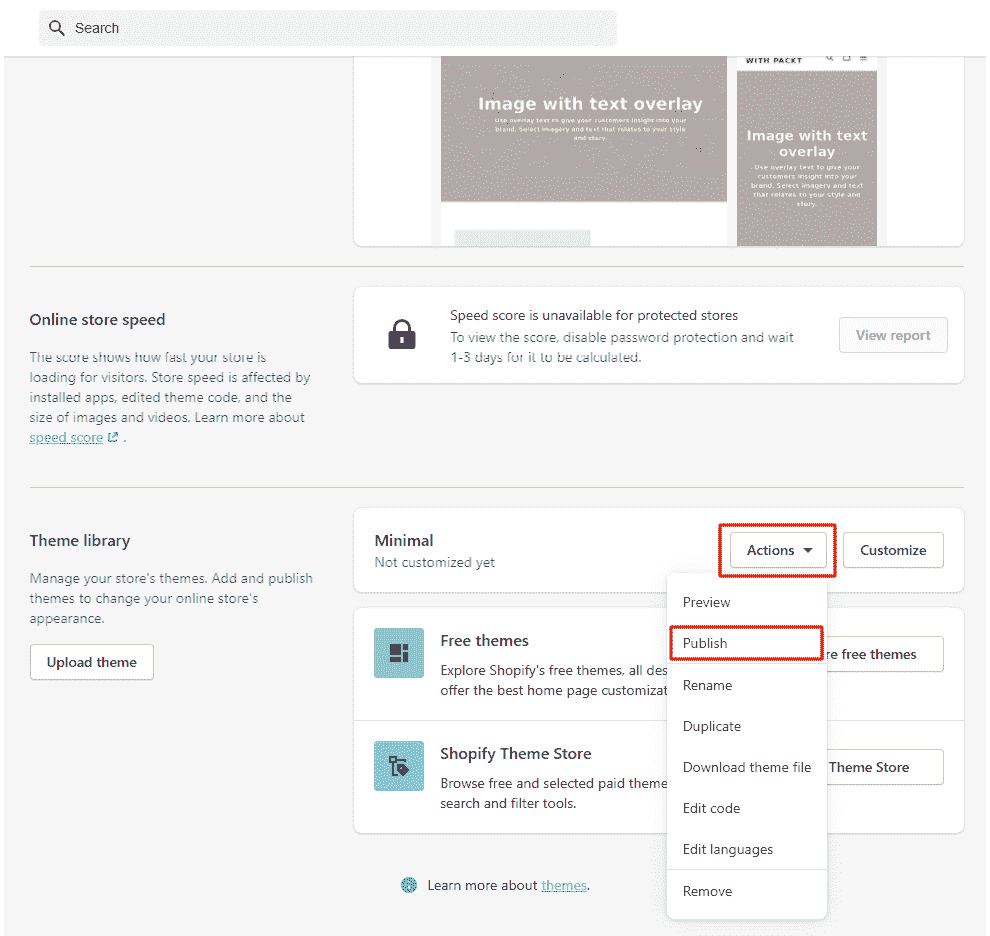 Search
WITH PACKT
Image with text overlay
Use overlay text to give your customers insight into your
brand. Select imagery and text that relates to your style
and story.
Image with text
overlay
Use overlay text to give your
customers insight into your
brand. Select imagery and text
that relates to your style and
story.
Online store speed
The score shows how fast your store is
loading for visitors. Store speed is affected by
installed apps, edited theme code, and the
size of images and videos. Learn more about
speed score .
Speed score is unavailable for protected stores
To view the score, disable password protection and wait
1-3 days for it to be calculated.
View report
Theme library
Manage your store's themes. Add and publish
themes to change your online store's
appearance.
Upload theme
Minimal
Not customized yet
Actions
Customize
Preview
Publish
Rename
Duplicate
Download theme file
Edit code
Edit languages
Remove
Free themes
Explore Shopify's free themes, all des
offer the best home page customizat
re free themes
Shopify Theme Store
Browse free and selected paid theme
search and filter tools.
Theme Store
Learn more about themes.